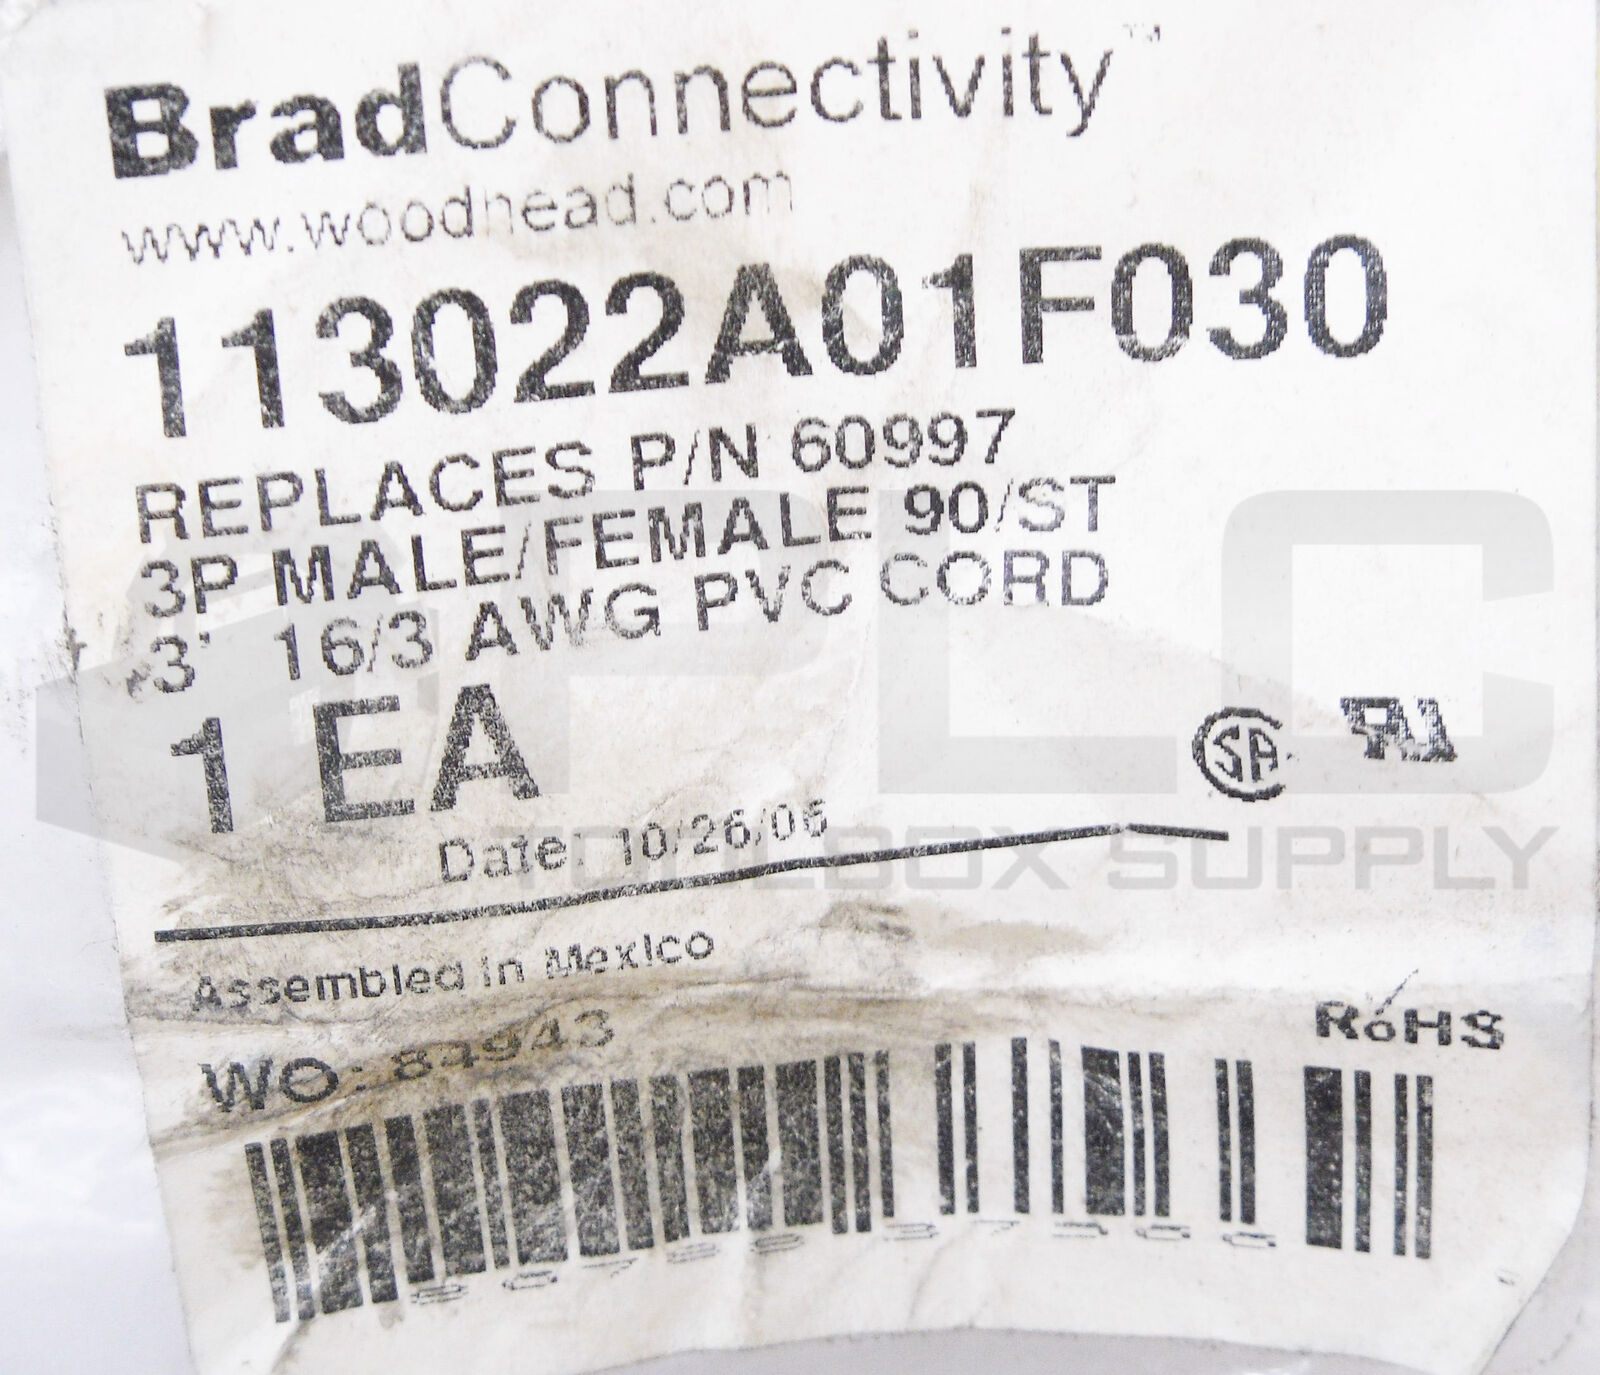 BradConnectivity™
www.woodhead.com
113022A01F030
REPLACES P/N 60997
3P MALE/FEMALE 90/ST
3' 16/3 AWG PVC CORD
1 EA
Date: 10/26/06
Assembled in Mexico
WO: 84943
RoHS
PLC
TOOLBOX SUPPLY